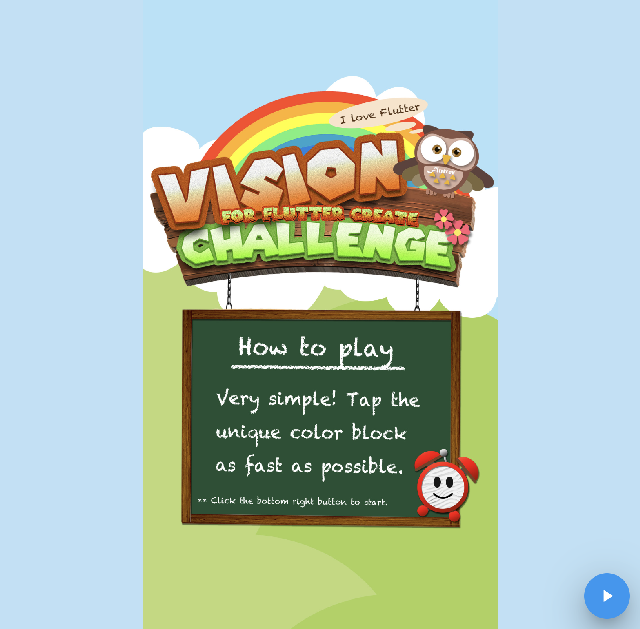 I love Flutter
VISION
FOR FLUTTER CREATE
CHALLENGE
How to play
Very simple! Tap the
unique color block
as fast as possible.
** Click the bottom right button to start.